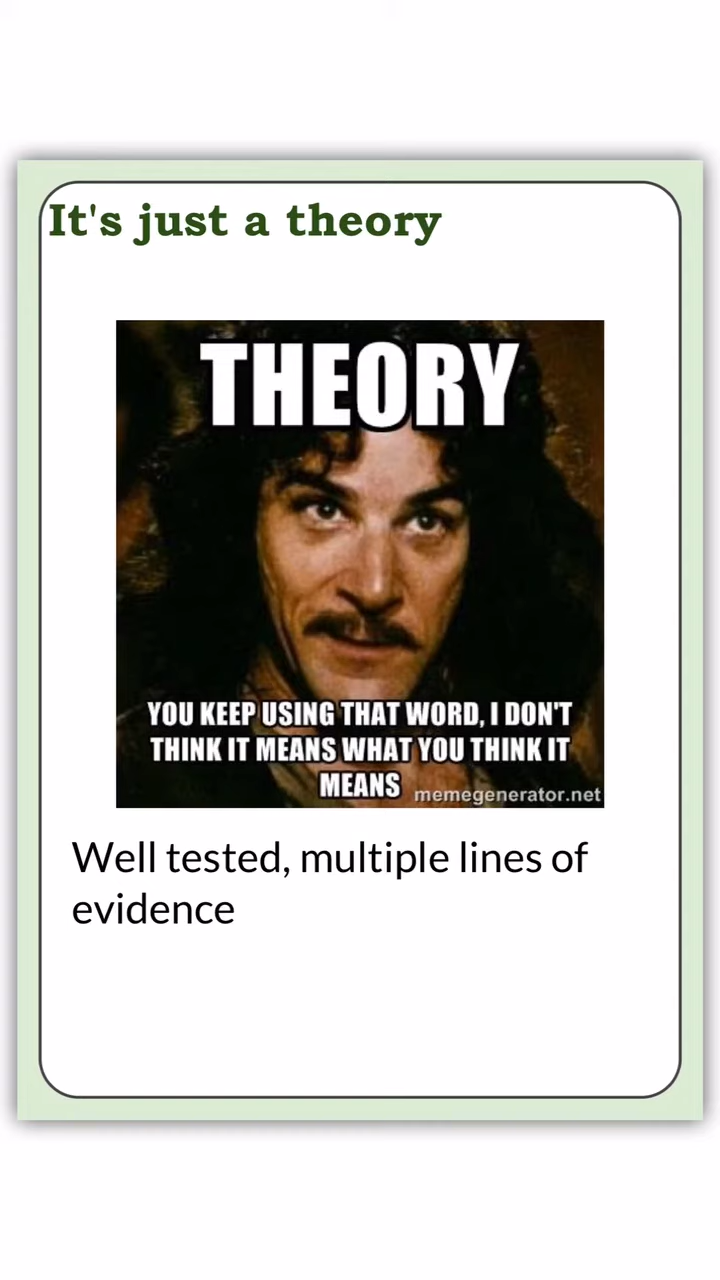 It's just a theory
THEORY
YOU KEEP USING THAT WORD, I DON'T
THINK IT MEANS WHAT YOU THINK IT
MEANS
memegenerator.net
Well tested, multiple lines of
evidence